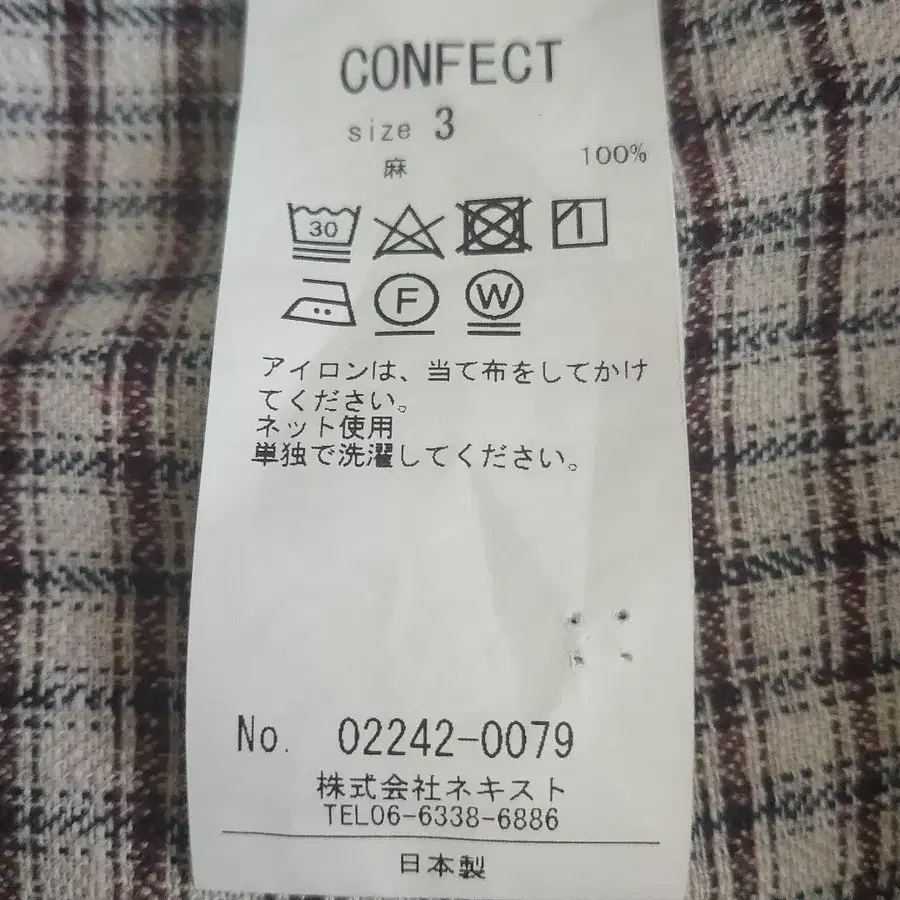 CONFECT
size 3
麻 100%
30
F W
アイロンは、当て布をしてかけ
てください。
ネット使用
単独で洗濯してください。
No. 02242-0079
株式会社ネキスト
TEL06-6338-6886
日本製